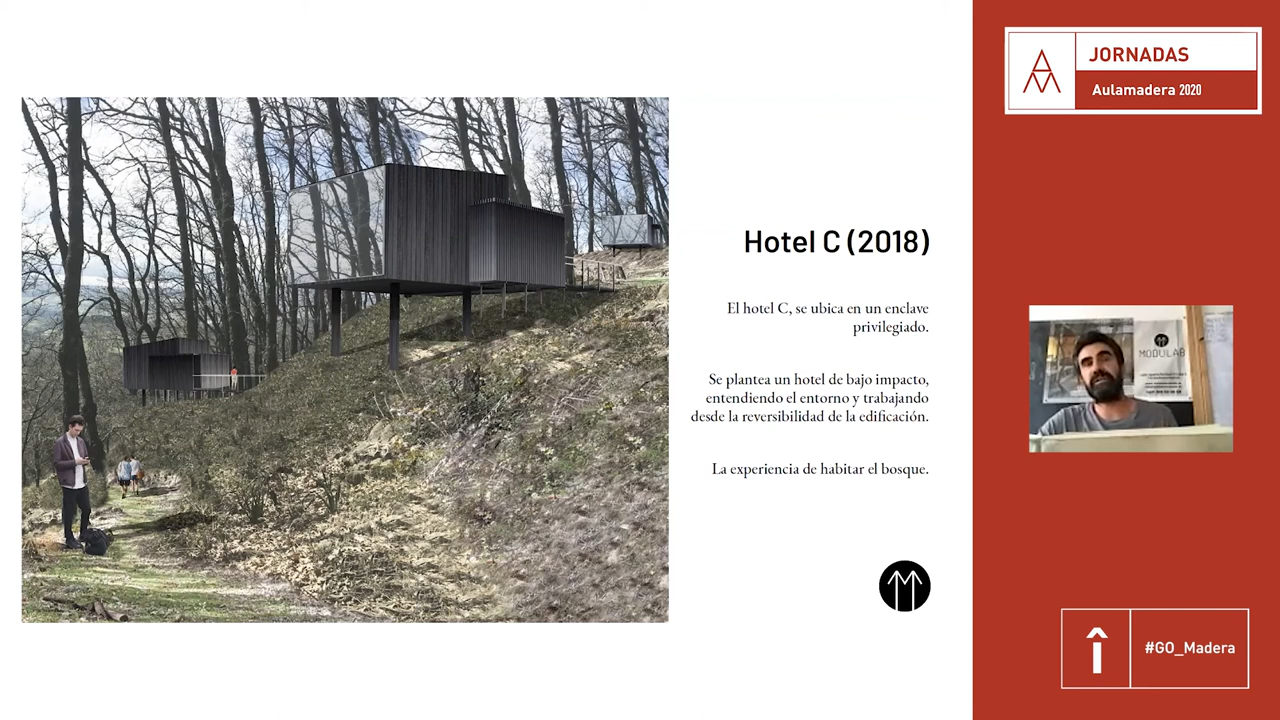 JORNADAS
Aulamadera 2020
Hotel C (2018)
El hotel C, se ubica en un enclave
privilegiado.
Se plantea un hotel de bajo impacto,
entendiendo el entorno y trabajando
desde la reversibilidad de la edificación.
La experiencia de habitar el bosque.
MODULAB
#GO_Madera